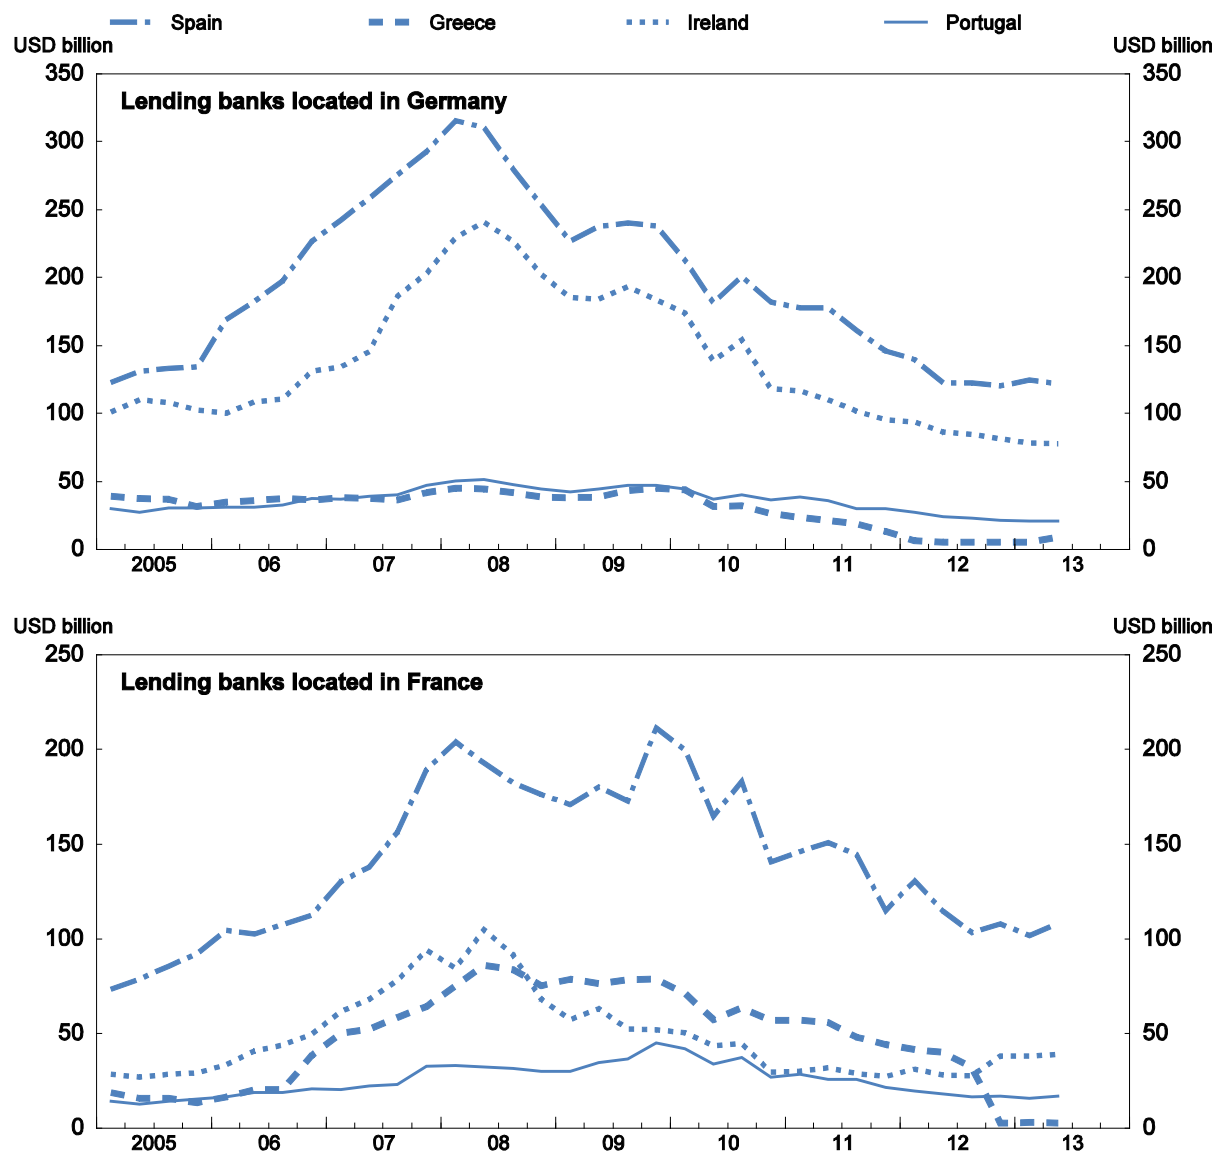 Spain Greece Ireland Portugal
USD billion USD billion
350 350
Lending banks located in Germany
300 300
250 250
200 200
150 150
100 100
50 50
0 0
2005 06 07 08 09 10 11 12 13
USD billion USD billion
250 250
Lending banks located in France
200 200
150 150
100 100
50 50
0 0
2005 06 07 08 09 10 11 12 13